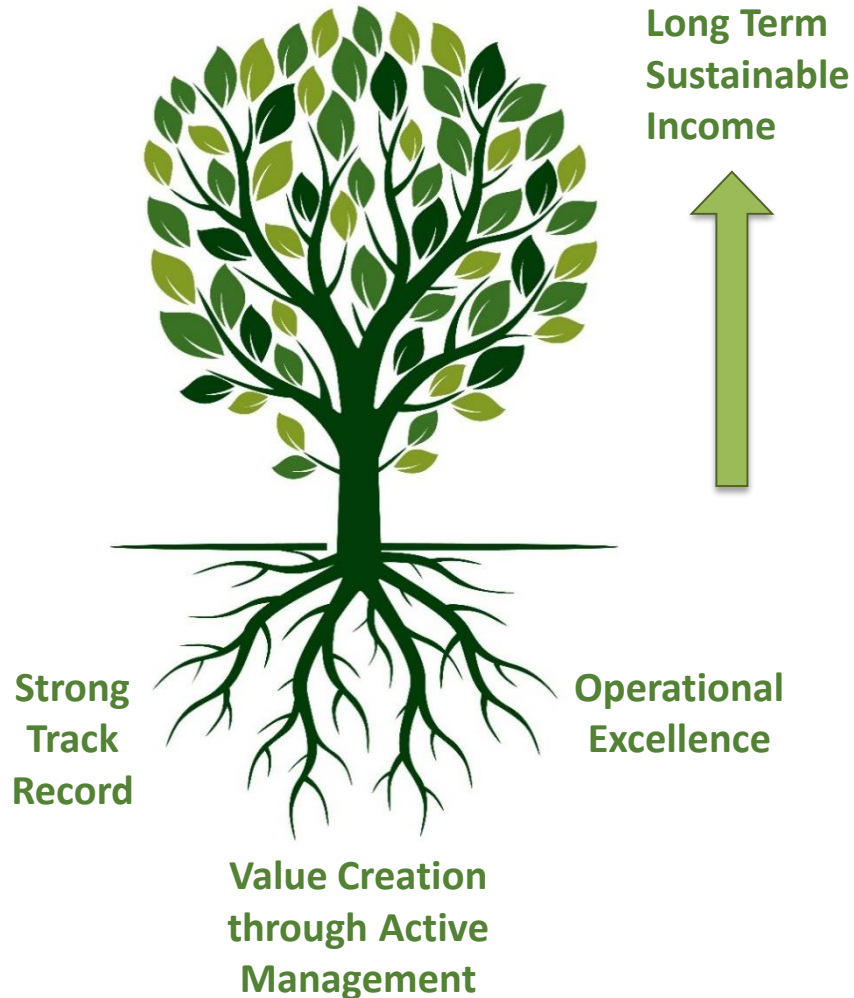 Long Term
Sustainable
Income
Strong
Track
Record
Operational
Excellence
Value Creation
through Active
Management